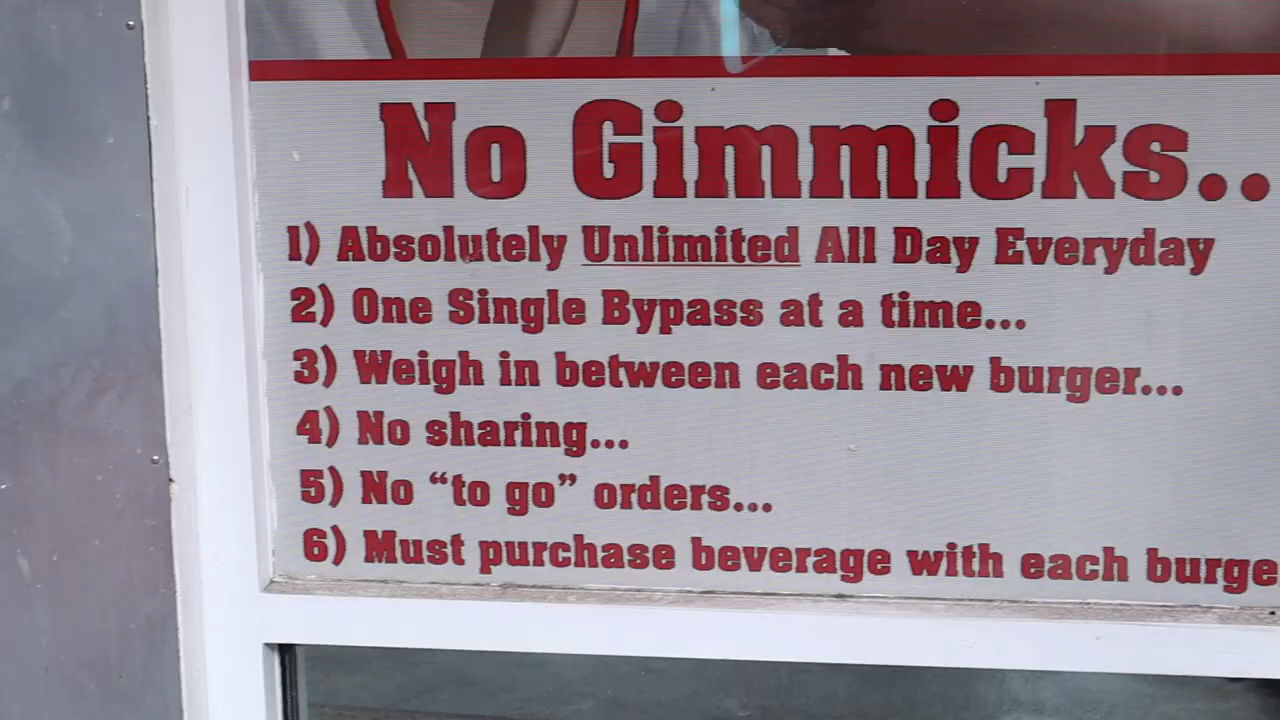 No Gimmicks..
1) Absolutely Unlimited All Day Everyday
2) One Single Bypass at a time...
3) Weigh in between each new burger...
4) No sharing...
5) No “to go” orders...
6) Must purchase beverage with each burge